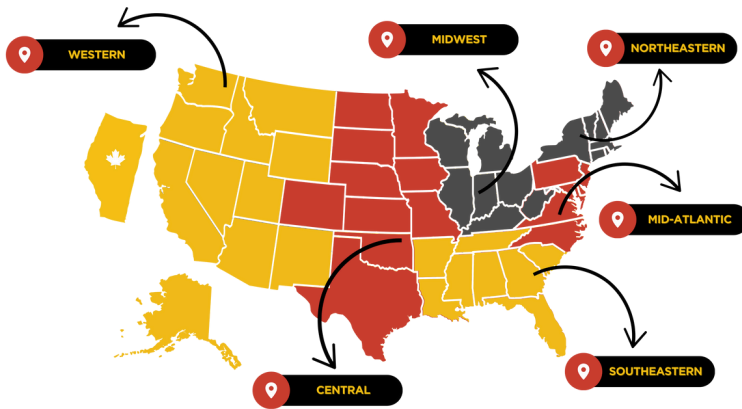 WESTERN
MIDWEST
NORTHEASTERN
MID-ATLANTIC
SOUTHEASTERN
CENTRAL